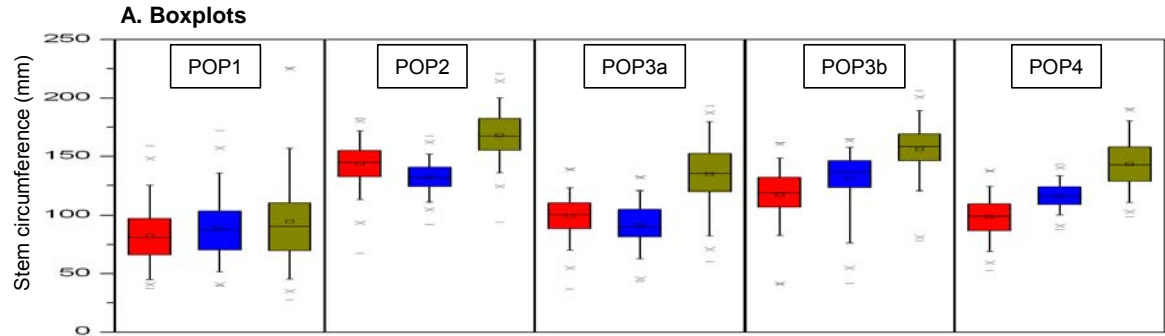 A. Boxplots
POP1
POP2
POP3a
POP3b
POP4
Stem circumference (mm)
250
200
150
100
50
0